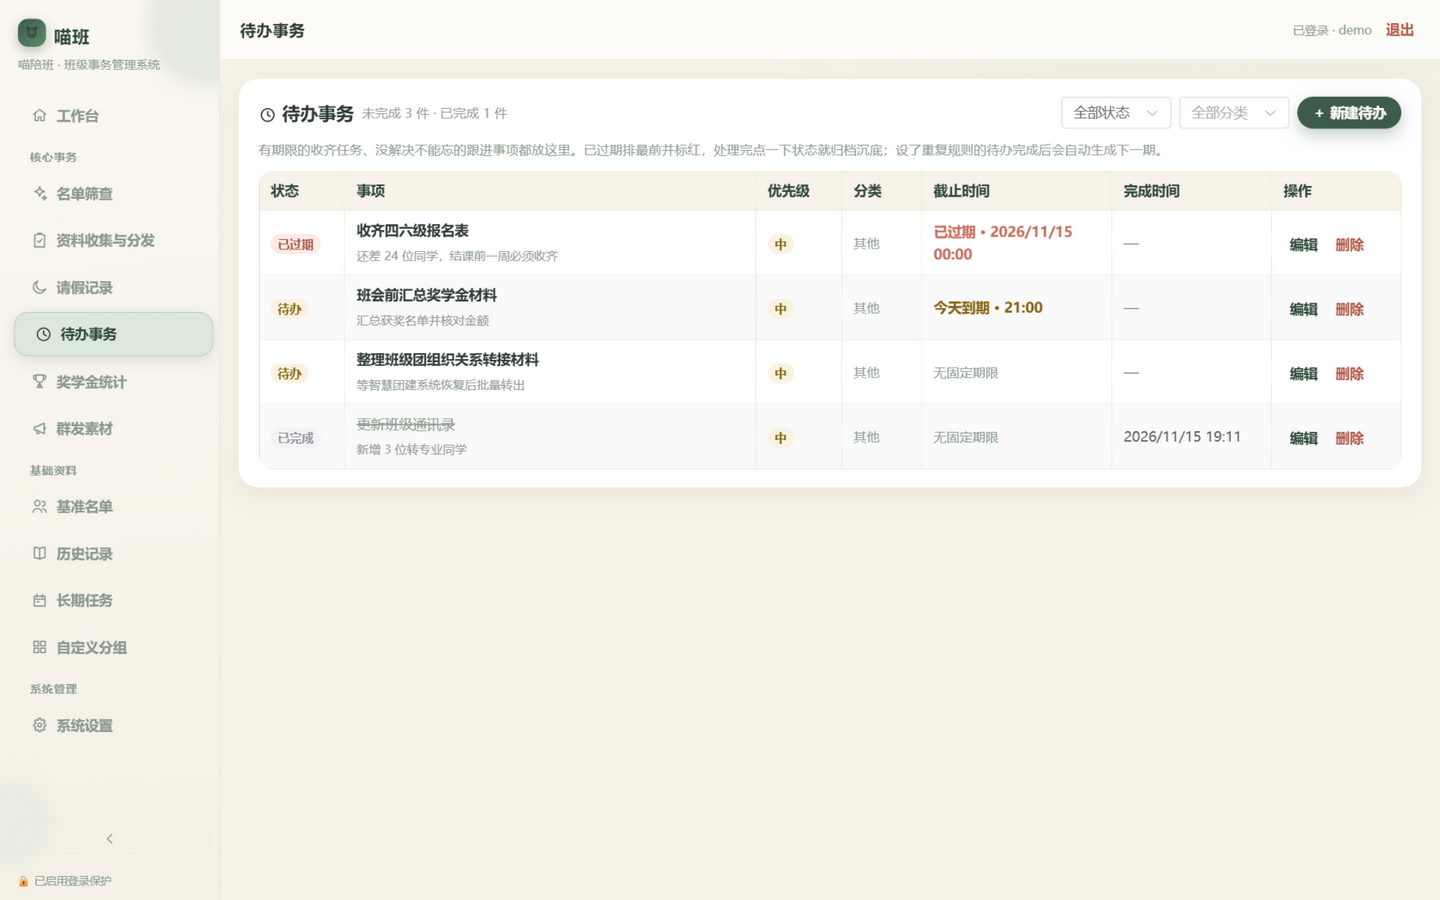 喵班
喵陪班 · 班级事务管理系统
工作台
核心事务
名单筛查
资料收集与分发
请假记录
待办事务
奖学金统计
群发素材
基础资料
基准名单
历史记录
长期任务
自定义分组
系统管理
系统设置
已启用登录保护
待办事务
已登录 · demo 退出
待办事务 未完成 3 件 · 已完成 1 件
全部状态 全部分类 + 新建待办
有期限的收齐任务、没解决不能忘的跟进事项都放这里。已过期排最前并标红，处理完点一下状态就归档沉底；设了重复规则的待办完成后会自动生成下一期。
状态 事项 优先级 分类 截止时间 完成时间 操作
已过期 收齐四六级报名表 中 其他 已过期 • 2026/11/15 00:00 — 编辑 删除
还差 24 位同学，结课前一周必须收齐
待办 班会前汇总奖学金材料 中 其他 今天到期 • 21:00 — 编辑 删除
汇总获奖名单并核对金额
待办 整理班级团组织关系转接材料 中 其他 无固定期限 — 编辑 删除
等智慧团建系统恢复后批量转出
已完成 更新班级通讯录 中 其他 无固定期限 2026/11/15 19:11 编辑 删除
新增 3 位转专业同学